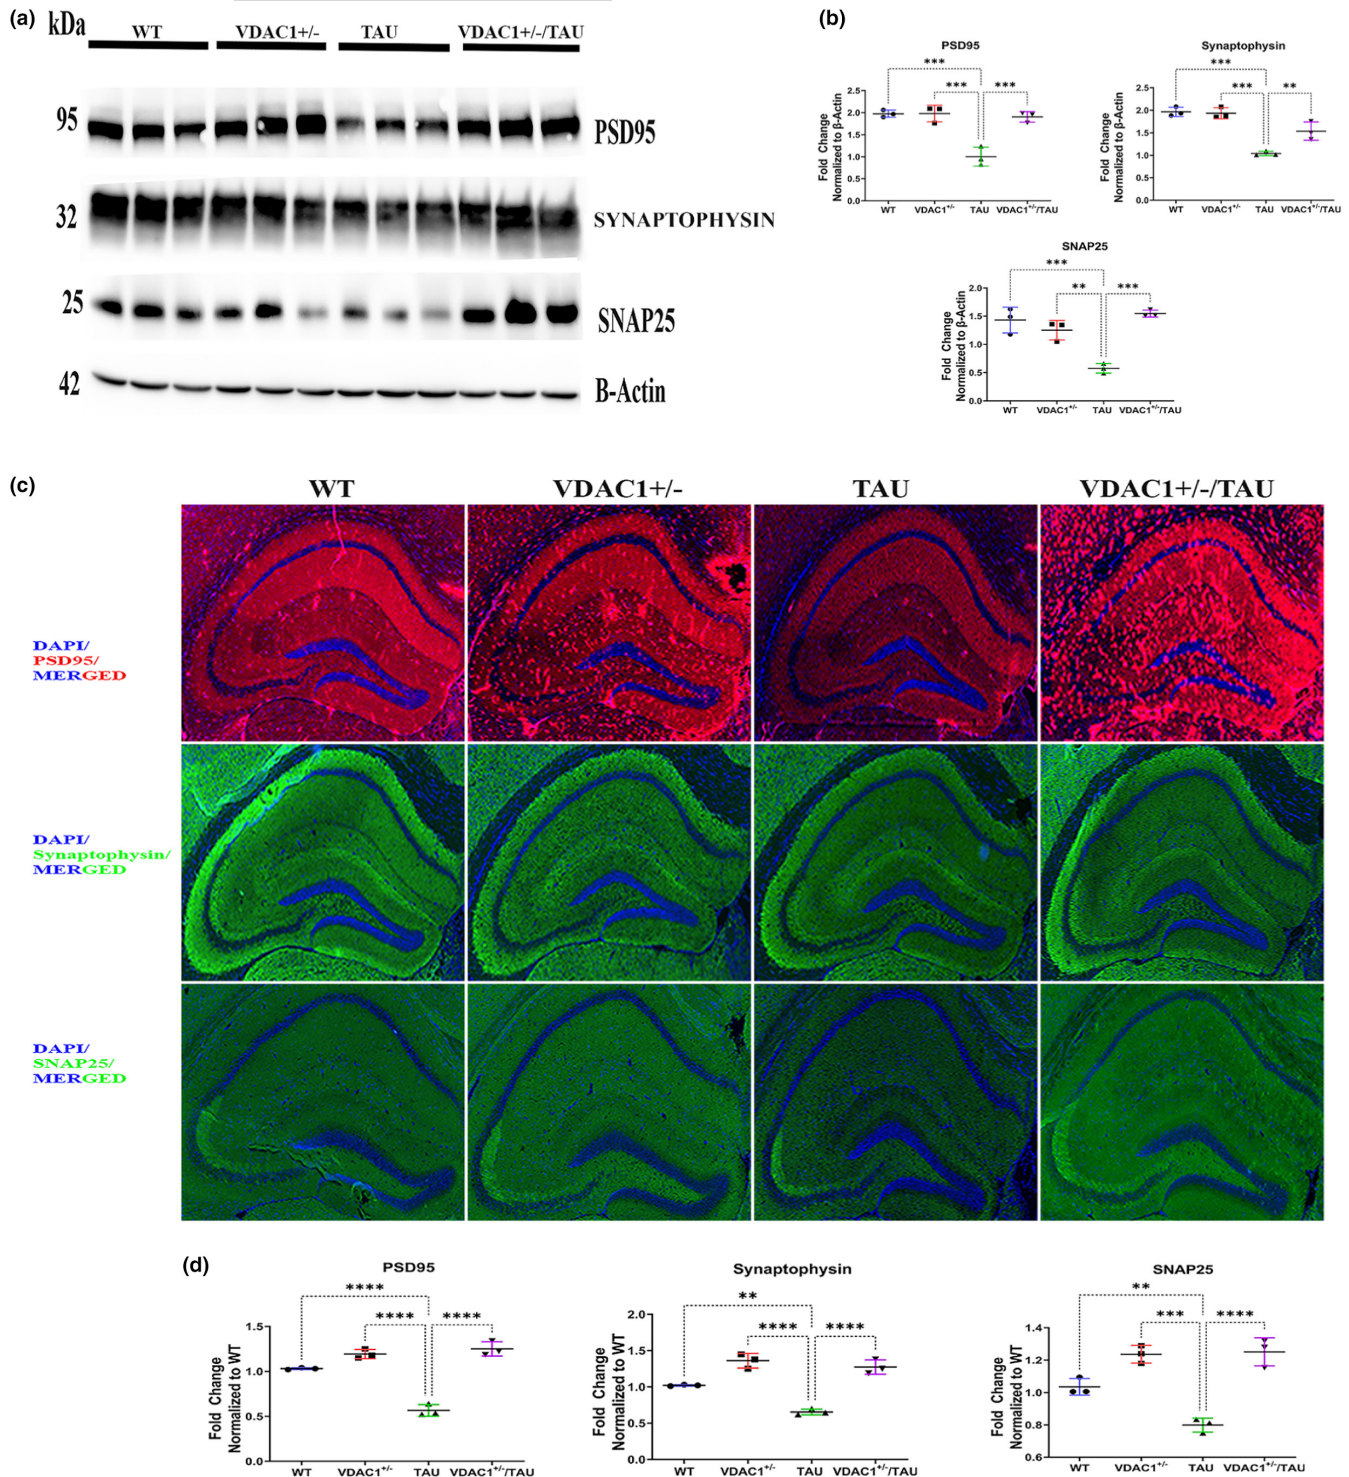 (a)
kDa
WT VDAC1+/- TAU VDAC1+/-/TAU
95 PSD95
32 SYNAPTOPHYSIN
25 SNAP25
42 B-Actin
(b)
PSD95
*** *** ***
Fold Change
Normalized to β-Actin
2.5
2.0
1.5
1.0
0.5
0.0
WT VDAC1+/- TAU VDAC1+/-/TAU
Synaptophysin
*** *** **
Fold Change
Normalized to β-Actin
2.5
2.0
1.5
1.0
0.5
0.0
WT VDAC1+/- TAU VDAC1+/-/TAU
SNAP25
*** ** ***
Fold Change
Normalized to β-Actin
2.0
1.5
1.0
0.5
0.0
WT VDAC1+/- TAU VDAC1+/-/TAU
(c)
WT VDAC1+/- TAU VDAC1+/-/TAU
DAPI/
PSD95/
MERGED
DAPI/
Synaptophysin/
MERGED
DAPI/
SNAP25/
MERGED
(d)
PSD95
**** **** ****
Fold Change
Normalized to WT
1.5
1.0
0.5
0.0
WT VDAC1+/- TAU VDAC1+/-/TAU
Synaptophysin
** **** ****
Fold Change
Normalized to WT
2.0
1.5
1.0
0.5
0.0
WT VDAC1+/- TAU VDAC1+/-/TAU
SNAP25
** *** ****
Fold Change
Normalized to WT
1.4
1.2
1.0
0.8
0.6
WT VDAC1+/- TAU VDAC1+/-/TAU